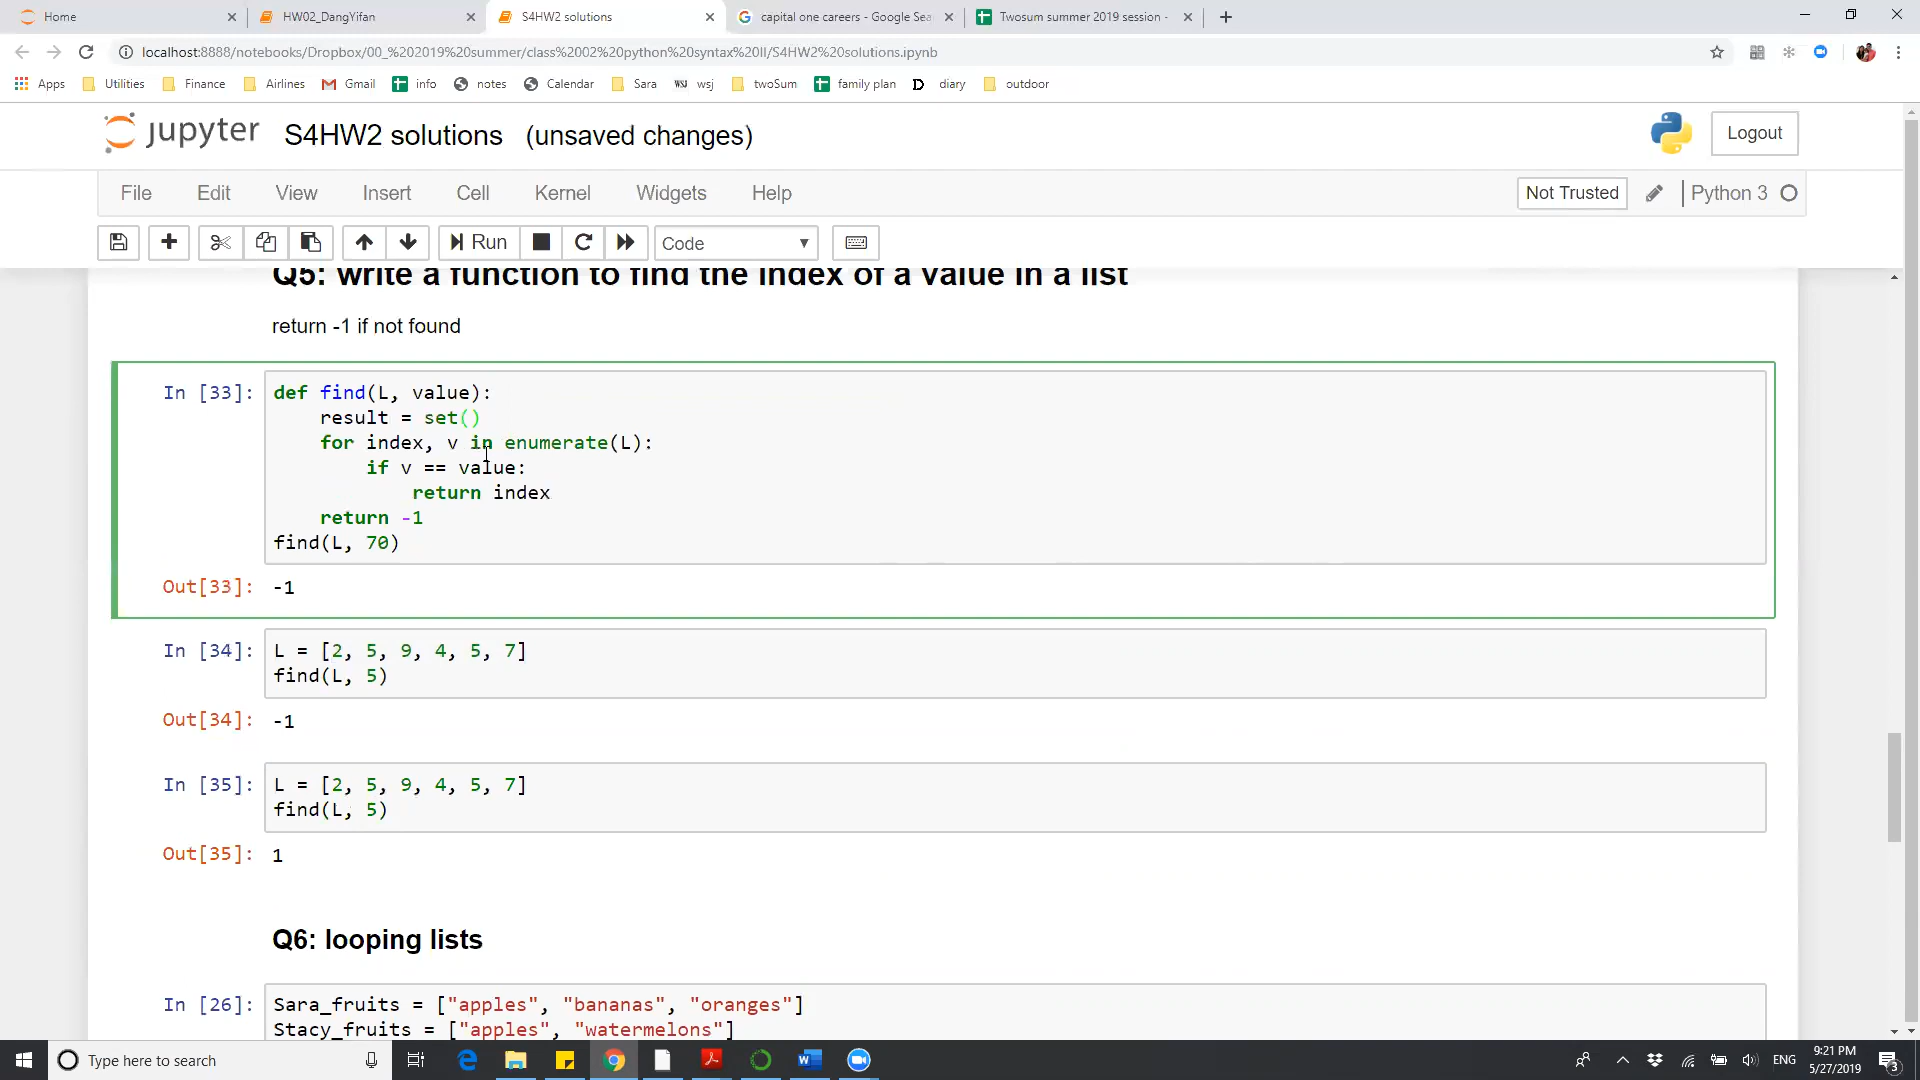 Home
HW02_DangYifan
S4HW2 solutions
capital one careers - Google Sea
Twosum summer 2019 session -
localhost:8888/notebooks/Dropbox/00_%202019%20summer/class%2002%20python%20syntax%20II/S4HW2%20solutions.ipynb
Apps Utilities Finance Airlines Gmail info notes Calendar Sara wsj wsj twoSum family plan D diary outdoor
jupyter S4HW2 solutions (unsaved changes)
Logout
File Edit View Insert Cell Kernel Widgets Help
Not Trusted
Python 3
Run
Code
Q5: write a function to find the index of a value in a list
return -1 if not found
In [33]: def find(L, value):
result = set()
for index, v in enumerate(L):
if v == value:
return index
return -1
find(L, 70)
Out[33]: -1
In [34]: L = [2, 5, 9, 4, 5, 7]
find(L, 5)
Out[34]: -1
In [35]: L = [2, 5, 9, 4, 5, 7]
find(L, 5)
Out[35]: 1
Q6: looping lists
In [26]: Sara_fruits = ["apples", "bananas", "oranges"]
Stacy_fruits = ["apples", "watermelons"]
Type here to search
ENG
9:21 PM
5/27/2019
3